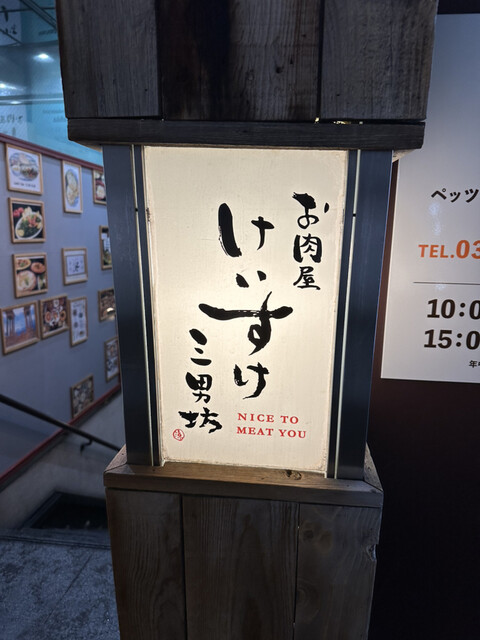 お肉屋
けいすけ
三男坊
NICE TO
MEAT YOU
ペッツ
TEL.03
10:0
15:0
年